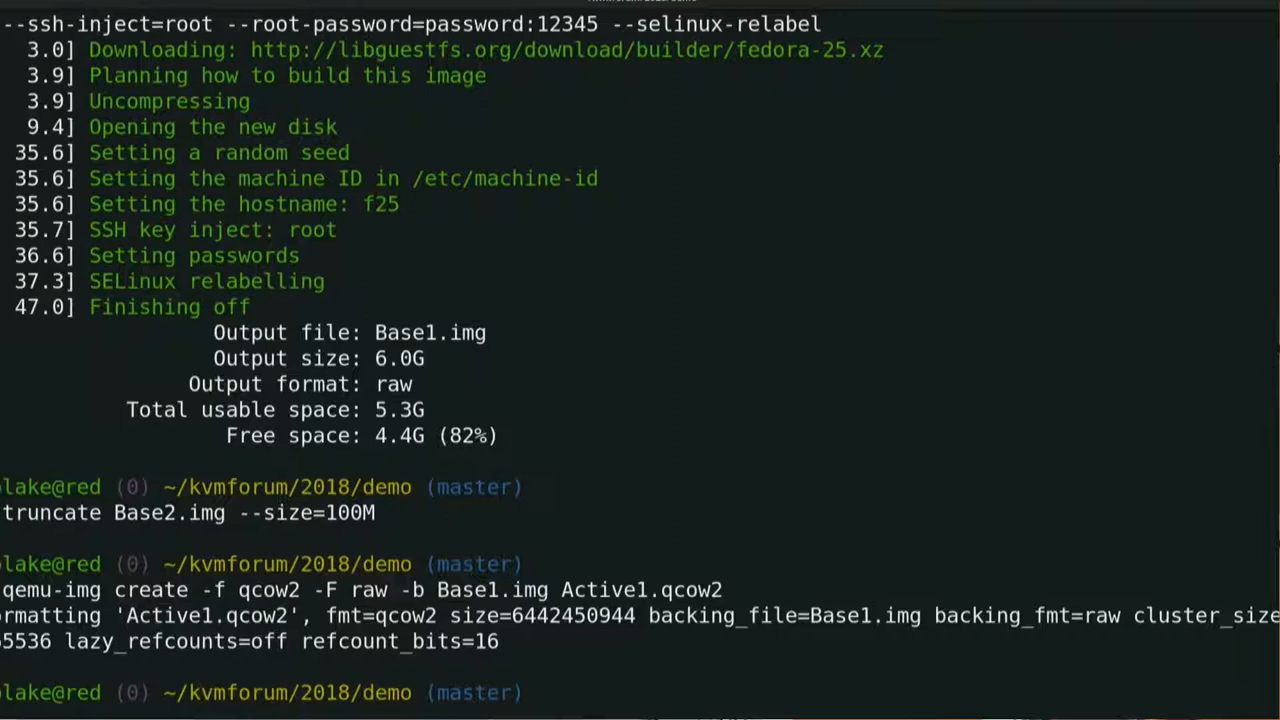 --ssh-inject=root --root-password=password:12345 --selinux-relabel
3.0] Downloading: http://libguestfs.org/download/builder/fedora-25.xz
3.9] Planning how to build this image
3.9] Uncompressing
9.4] Opening the new disk
35.6] Setting a random seed
35.6] Setting the machine ID in /etc/machine-id
35.6] Setting the hostname: f25
35.7] SSH key inject: root
36.6] Setting passwords
37.3] SELinux relabelling
47.0] Finishing off
Output file: Base1.img
Output size: 6.0G
Output format: raw
Total usable space: 5.3G
Free space: 4.4G (82%)
lake@red (0) ~/kvmforum/2018/demo (master)
truncate Base2.img --size=100M
lake@red (0) ~/kvmforum/2018/demo (master)
qemu-img create -f qcow2 -F raw -b Base1.img Active1.qcow2
rmatting 'Active1.qcow2', fmt=qcow2 size=6442450944 backing_file=Base1.img backing_fmt=raw cluster_size
5536 lazy_refcounts=off refcount_bits=16
lake@red (0) ~/kvmforum/2018/demo (master)